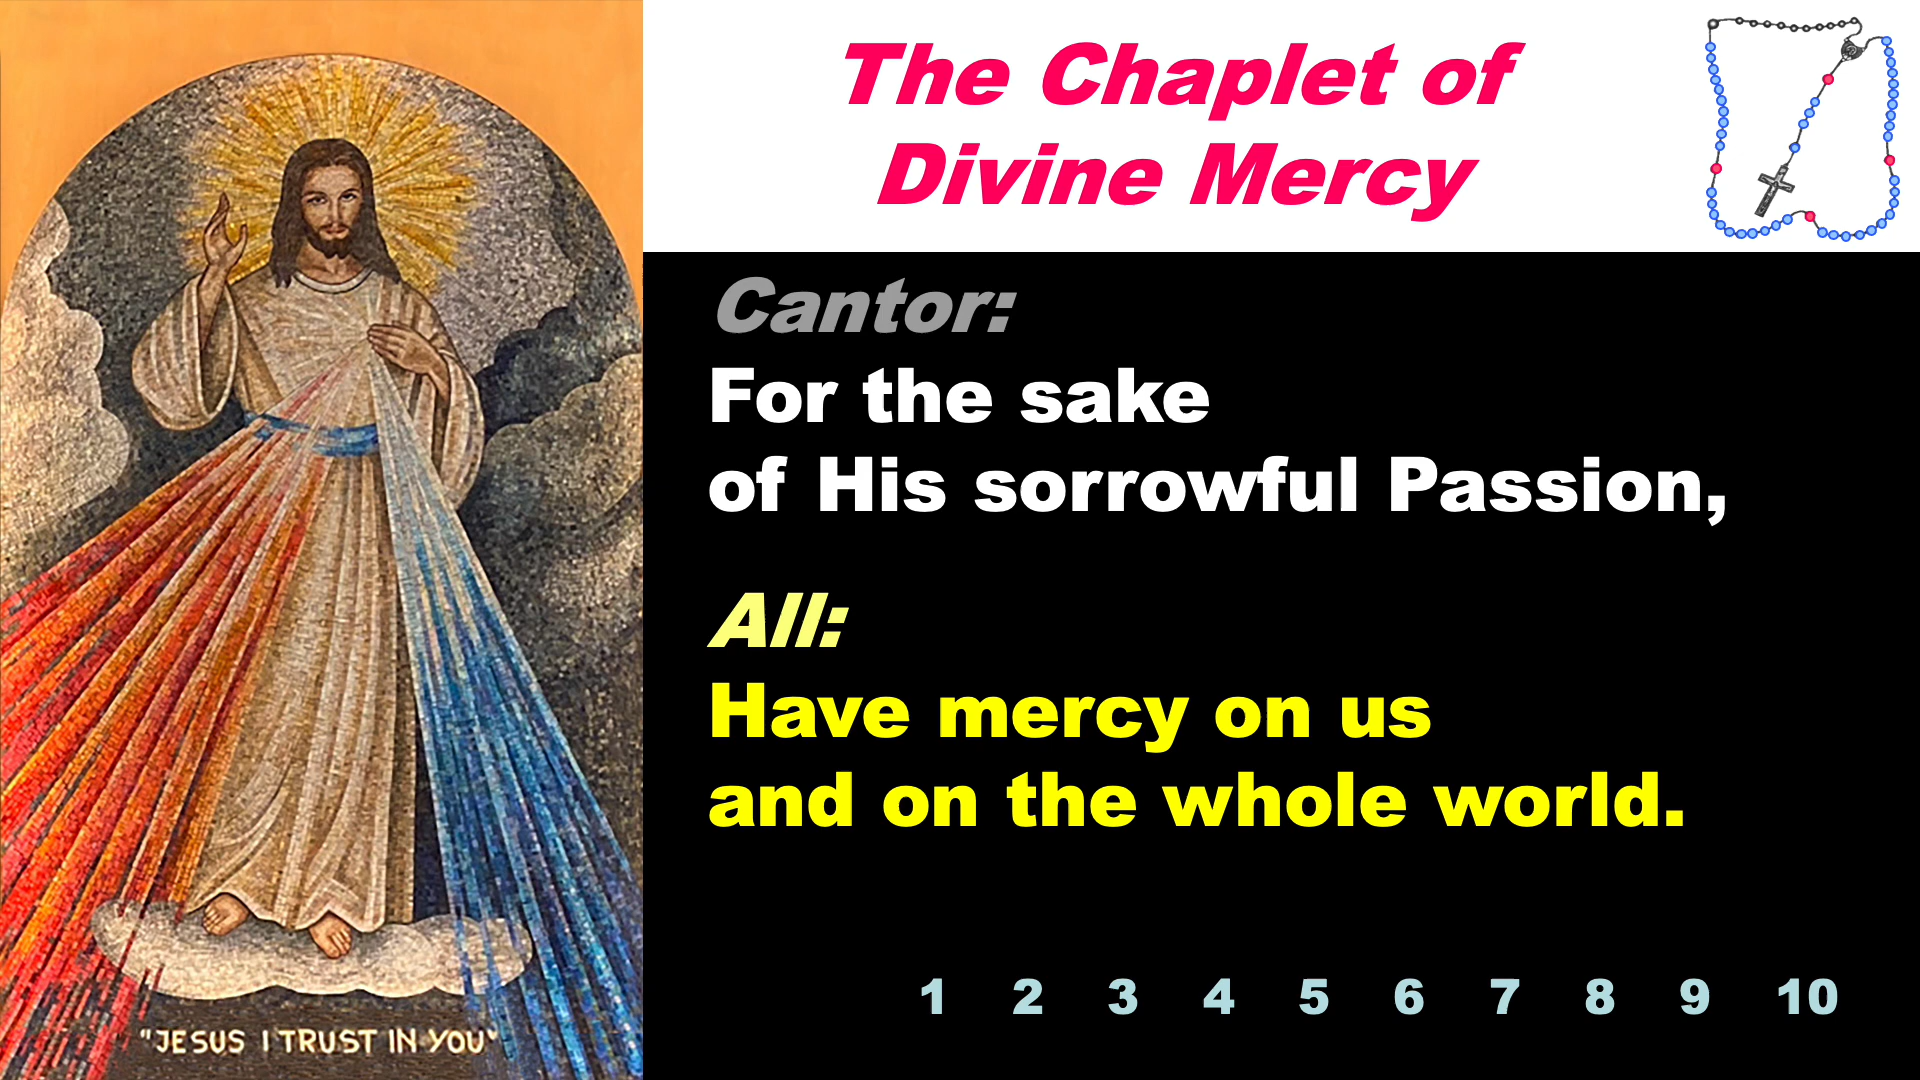 The Chaplet of
Divine Mercy
Cantor:
For the sake
of His sorrowful Passion,
All:
Have mercy on us
and on the whole world.
1 2 3 4 5 6 7 8 9 10
"JESUS I TRUST IN YOU"